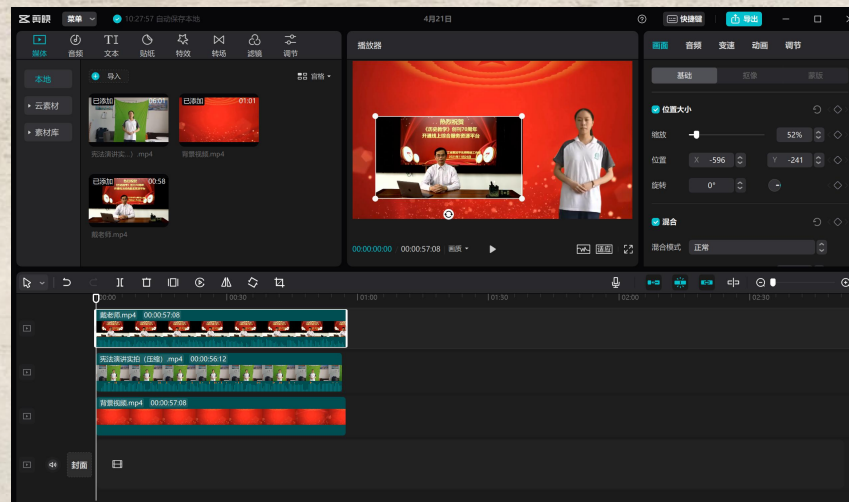 剪映 菜单 10:27:57 自动保存本地 4月21日 快捷键 导出
媒体 音频 文本 贴纸 特效 转场 滤镜 调节
播放器
画面 音频 变速 动画 调节
本地
云素材
素材库
导入
宫格
已添加 06:01
宪法演讲实...）.mp4
已添加 01:01
背景视频.mp4
已添加 00:58
戴老师.mp4
热烈祝贺
00:00:00:00 00:00:57:08 画质 适应
基础 抠像 蒙版
位置大小
缩放 52%
位置 X -596 Y -241
旋转 0°
混合
混合模式 正常
00:00 00:30 01:00 01:30 02:00 02:30
戴老师.mp4 00:00:57:08
宪法演讲实拍（压缩）.mp4 00:00:56:12
背景视频.mp4 00:00:57:08
封面